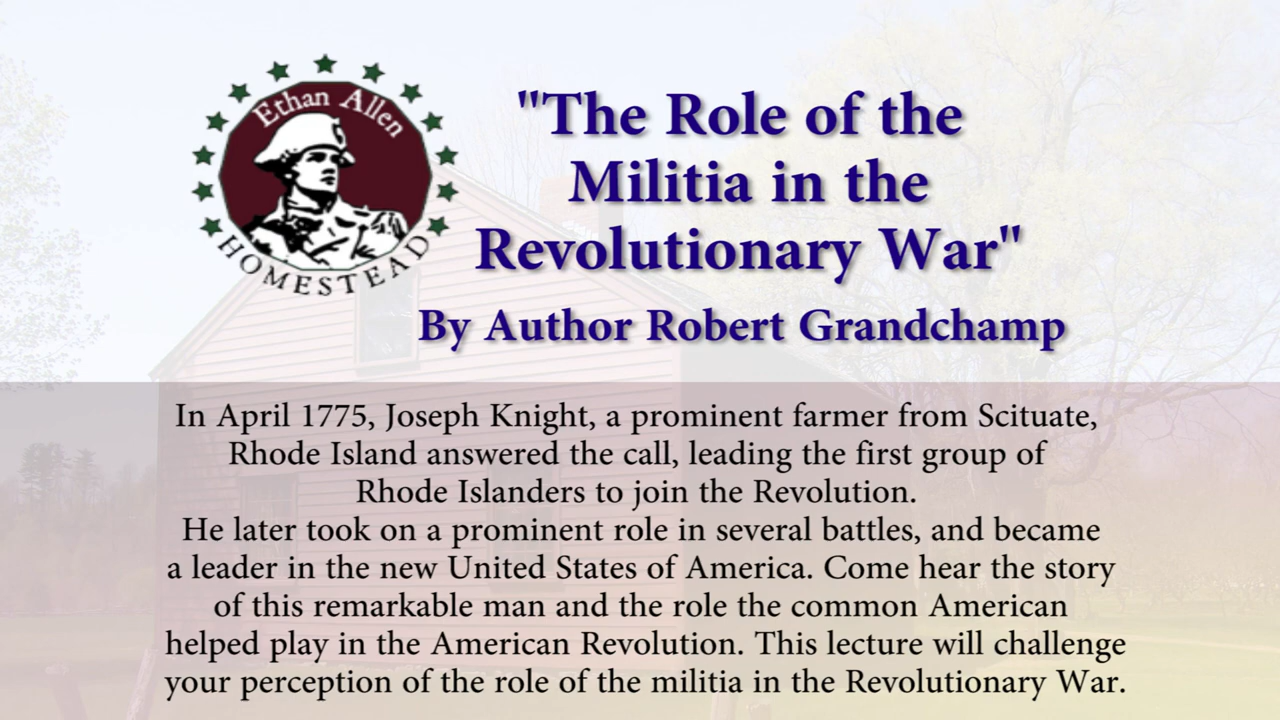 Ethan Allen
HOMESTEAD
"The Role of the
Militia in the
Revolutionary War"
By Author Robert Grandchamp
In April 1775, Joseph Knight, a prominent farmer from Scituate,
Rhode Island answered the call, leading the first group of
Rhode Islanders to join the Revolution.
He later took on a prominent role in several battles, and became
a leader in the new United States of America. Come hear the story
of this remarkable man and the role the common American
helped play in the American Revolution. This lecture will challenge
your perception of the role of the militia in the Revolutionary War.